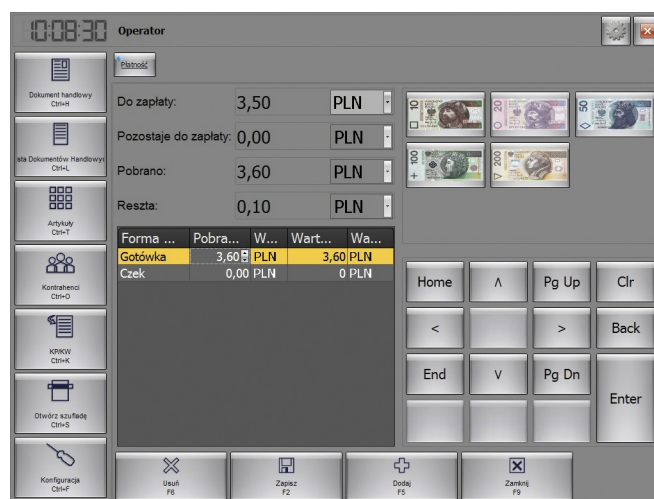 10:08:30
Operator
Płatność
Dokument handlowy
Ctrl+H
sta Dokumentów Handlowyc
Ctrl+L
Artykuły
Ctrl+T
Kontrahenci
Ctrl+O
KP/KW
Ctrl+K
Otwórz szufladę
Ctrl+S
Konfiguracja
Ctrl+F
Do zapłaty: 3,50 PLN
Pozostaje do zapłaty: 0,00 PLN
Pobrano: 3,60 PLN
Reszta: 0,10 PLN
Forma ... Pobra... W... Wart... Wa...
Gotówka 3,60 PLN 3,60 PLN
Czek 0,00 PLN 0 PLN
10
20
50
100
200
Home ∧ Pg Up Clr
< > Back
End ∨ Pg Dn
Enter
Usuń
F6
Zapisz
F2
Dodaj
F5
Zamknij
F9